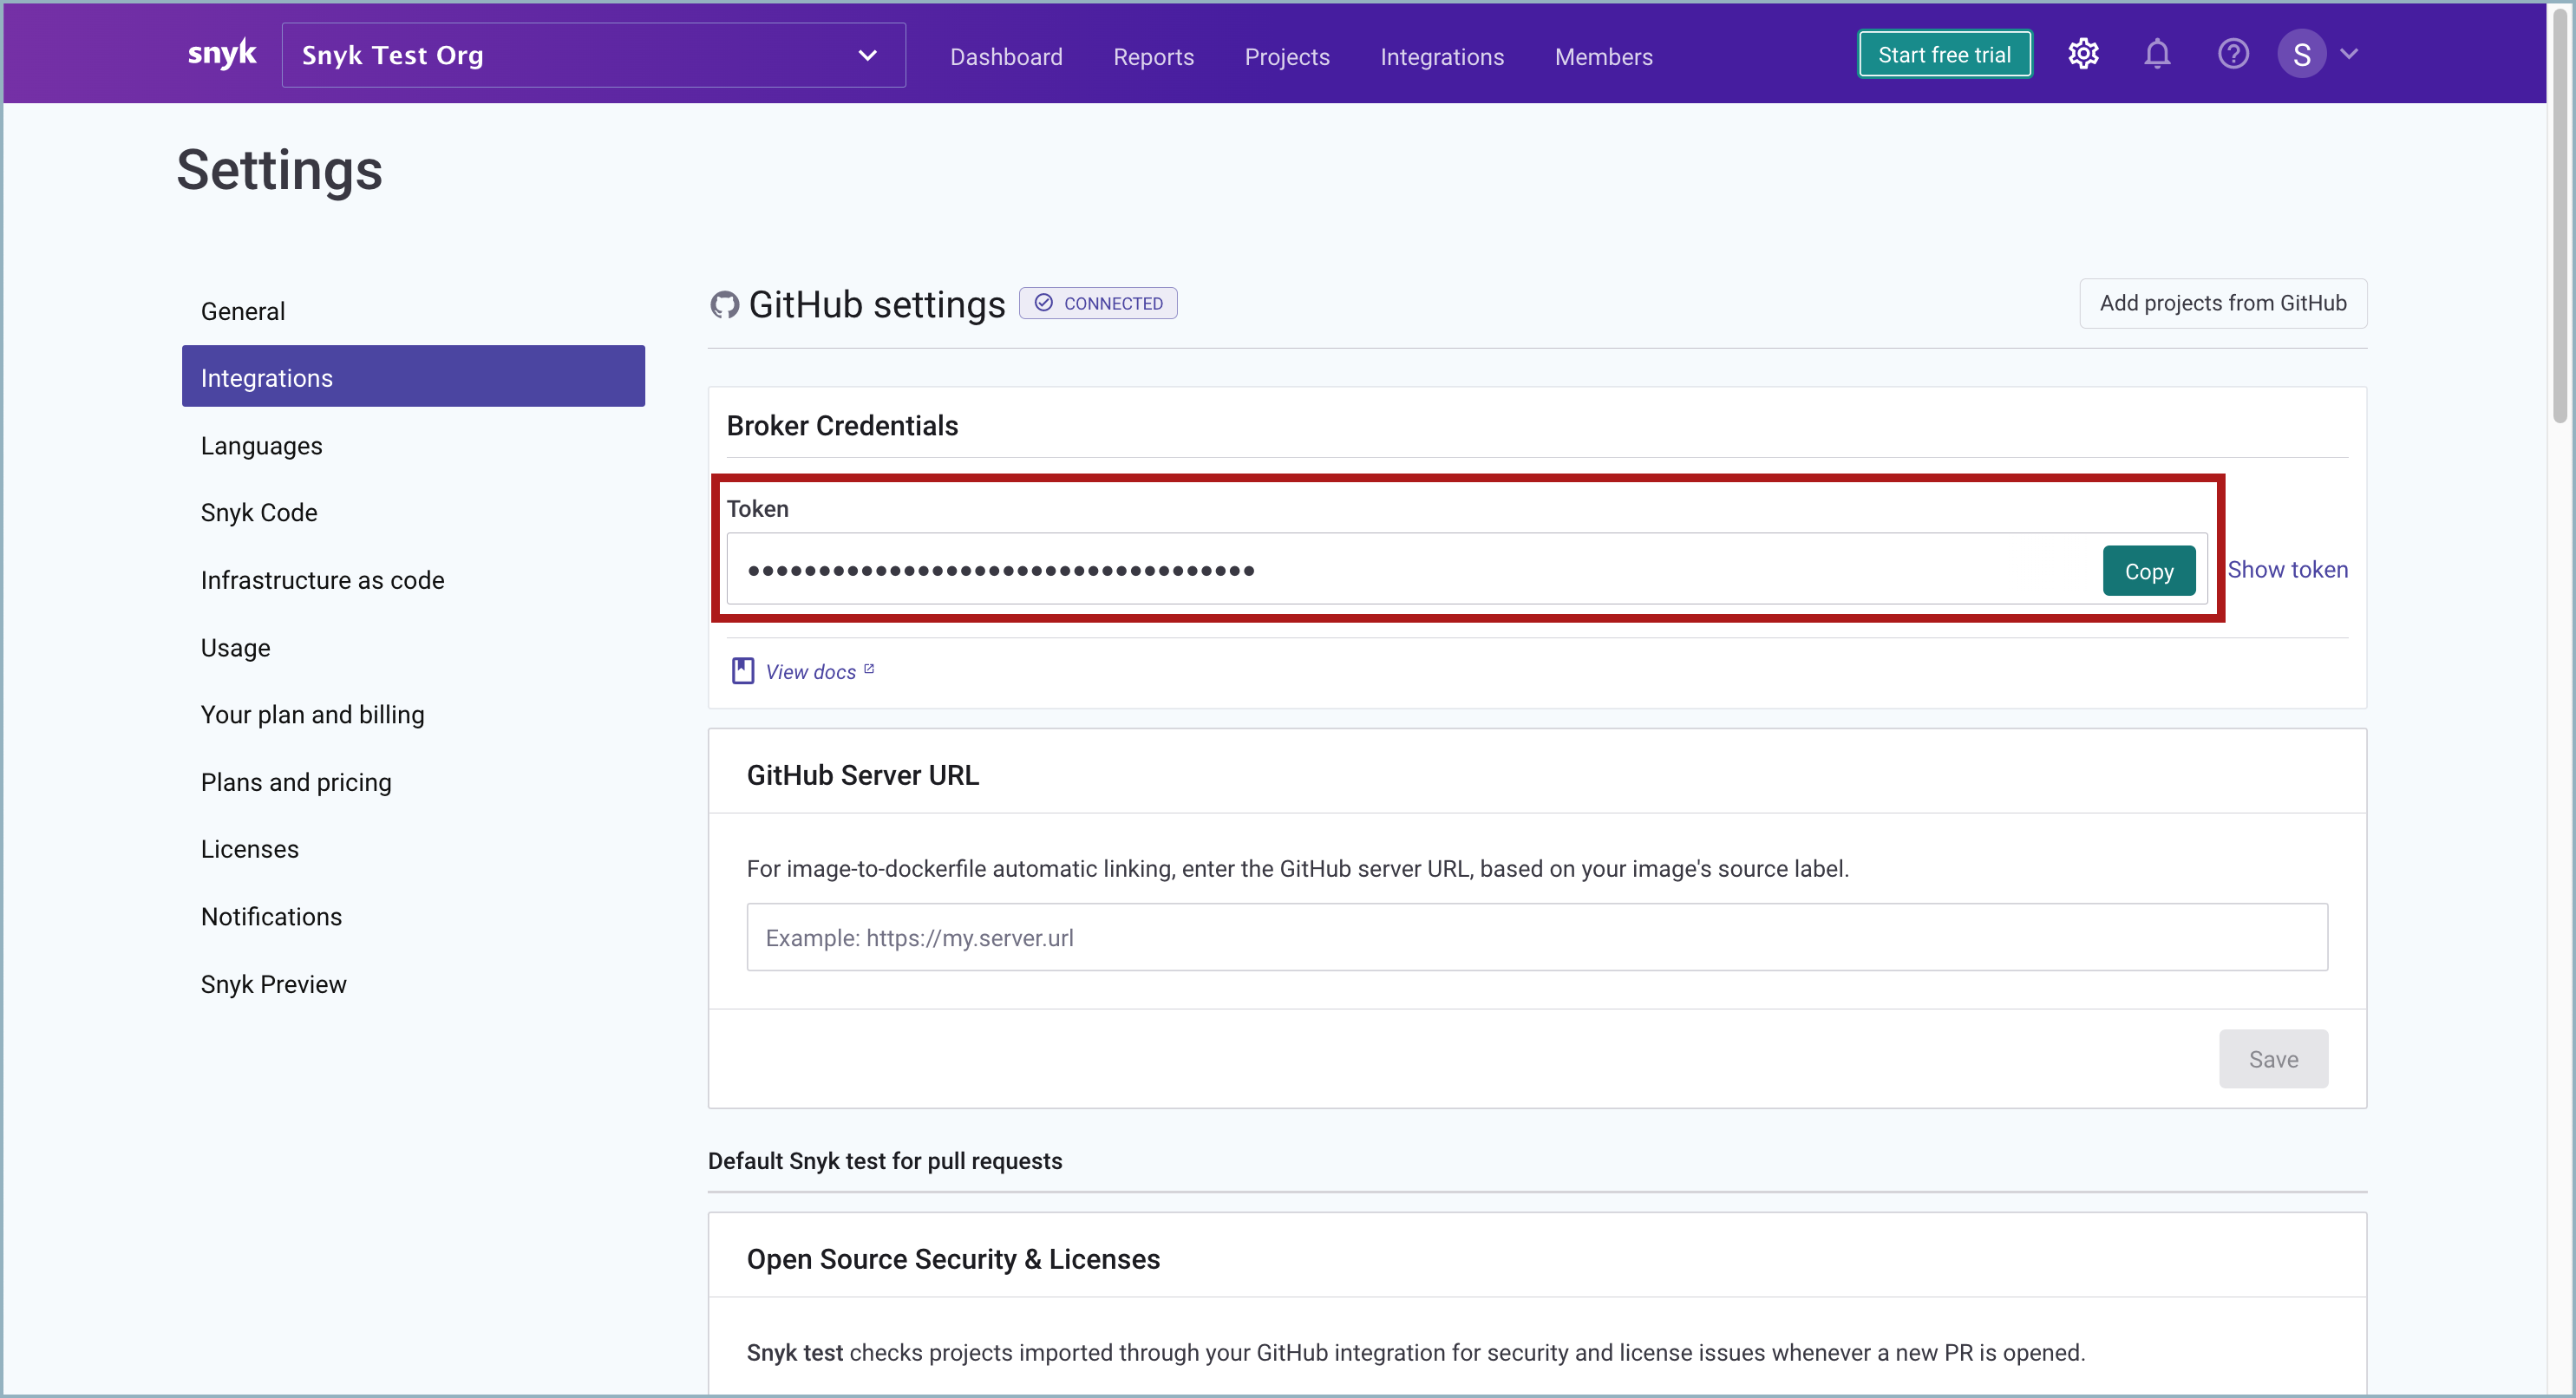 snyk
Snyk Test Org
Dashboard
Reports
Projects
Integrations
Members
Start free trial
S
Settings
General
Integrations
Languages
Snyk Code
Infrastructure as code
Usage
Your plan and billing
Plans and pricing
Licenses
Notifications
Snyk Preview
GitHub settings
CONNECTED
Add projects from GitHub
Broker Credentials
Token
••••••••••••••••••••••••••••••••••••
Copy
Show token
View docs
GitHub Server URL
For image-to-dockerfile automatic linking, enter the GitHub server URL, based on your image's source label.
Example: https://my.server.url
Save
Default Snyk test for pull requests
Open Source Security & Licenses
Snyk test checks projects imported through your GitHub integration for security and license issues whenever a new PR is opened.